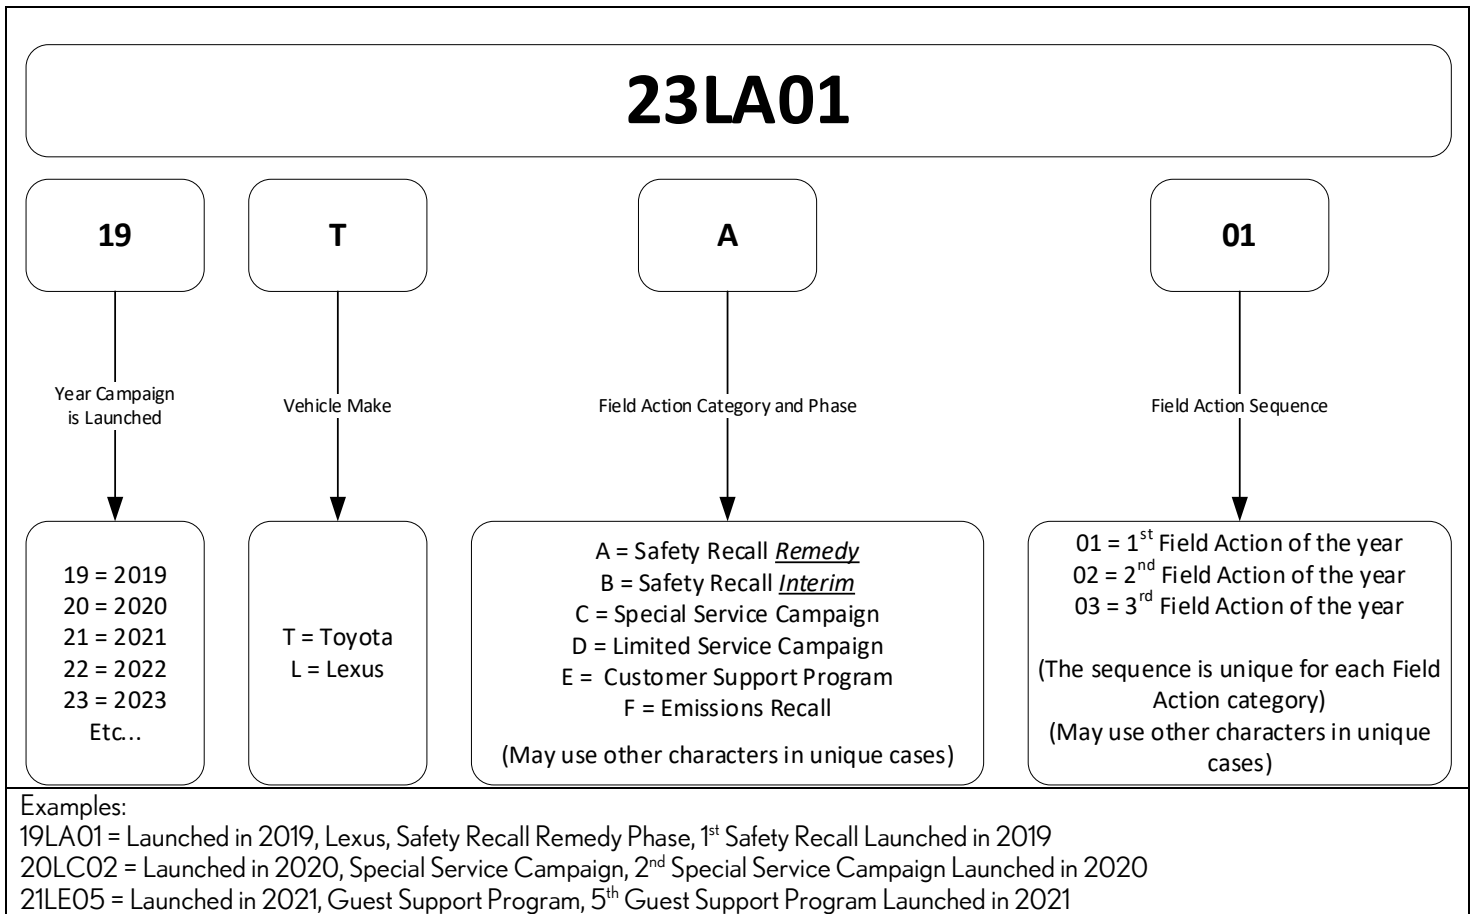 23LA01
19
T
A
01
Year Campaign
is Launched
Vehicle Make
Field Action Category and Phase
Field Action Sequence
19 = 2019
20 = 2020
21 = 2021
22 = 2022
23 = 2023
Etc...
T = Toyota
L = Lexus
A = Safety Recall Remedy
B = Safety Recall Interim
C = Special Service Campaign
D = Limited Service Campaign
E = Customer Support Program
F = Emissions Recall
(May use other characters in unique cases)
01 = 1st Field Action of the year
02 = 2nd Field Action of the year
03 = 3rd Field Action of the year
(The sequence is unique for each Field
Action category)
(May use other characters in unique
cases)
Examples:
19LA01 = Launched in 2019, Lexus, Safety Recall Remedy Phase, 1st Safety Recall Launched in 2019
20LC02 = Launched in 2020, Special Service Campaign, 2nd Special Service Campaign Launched in 2020
21LE05 = Launched in 2021, Guest Support Program, 5th Guest Support Program Launched in 2021